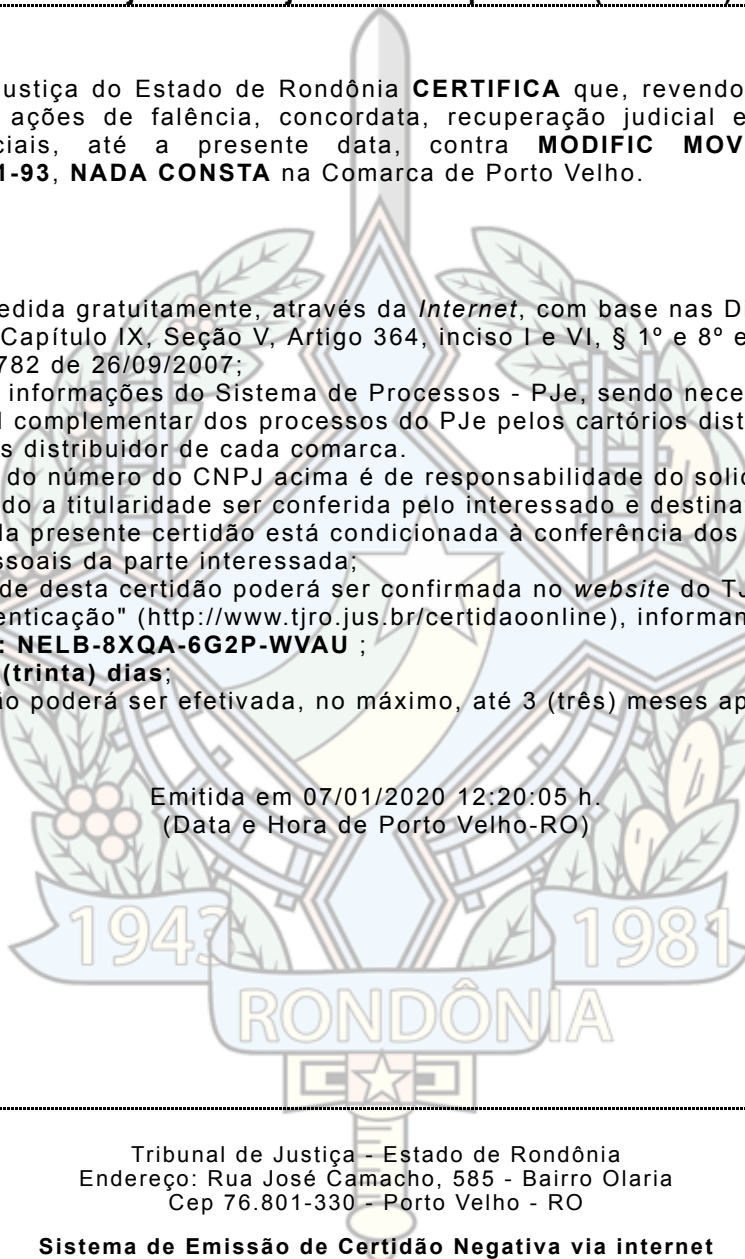 ustiça do Estado de Rondônia CERTIFICA que, revendo
ações de falência, concordata, recuperação judicial e
ciais, até a presente data, contra MODIFIC MOV
1-93, NADA CONSTA na Comarca de Porto Velho.
edida gratuitamente, através da Internet, com base nas Di
Capítulo IX, Seção V, Artigo 364, inciso I e VI, § 1º e 8º e
782 de 26/09/2007;
informações do Sistema de Processos - PJe, sendo nece
l complementar dos processos do PJe pelos cartórios dist
s distribuidor de cada comarca.
do número do CNPJ acima é de responsabilidade do solic
do a titularidade ser conferida pelo interessado e destina
da presente certidão está condicionada à conferência dos
ssoais da parte interessada;
de desta certidão poderá ser confirmada no website do TJ
enticação" (http://www.tjro.jus.br/certidaoonline), informan
: NELB-8XQA-6G2P-WVAU ;
(trinta) dias;
ão poderá ser efetivada, no máximo, até 3 (três) meses ap
Emitida em 07/01/2020 12:20:05 h.
(Data e Hora de Porto Velho-RO)
1943 1981
RONDÔNIA
Tribunal de Justiça - Estado de Rondônia
Endereço: Rua José Camacho, 585 - Bairro Olaria
Cep 76.801-330 - Porto Velho - RO
Sistema de Emissão de Certidão Negativa via internet